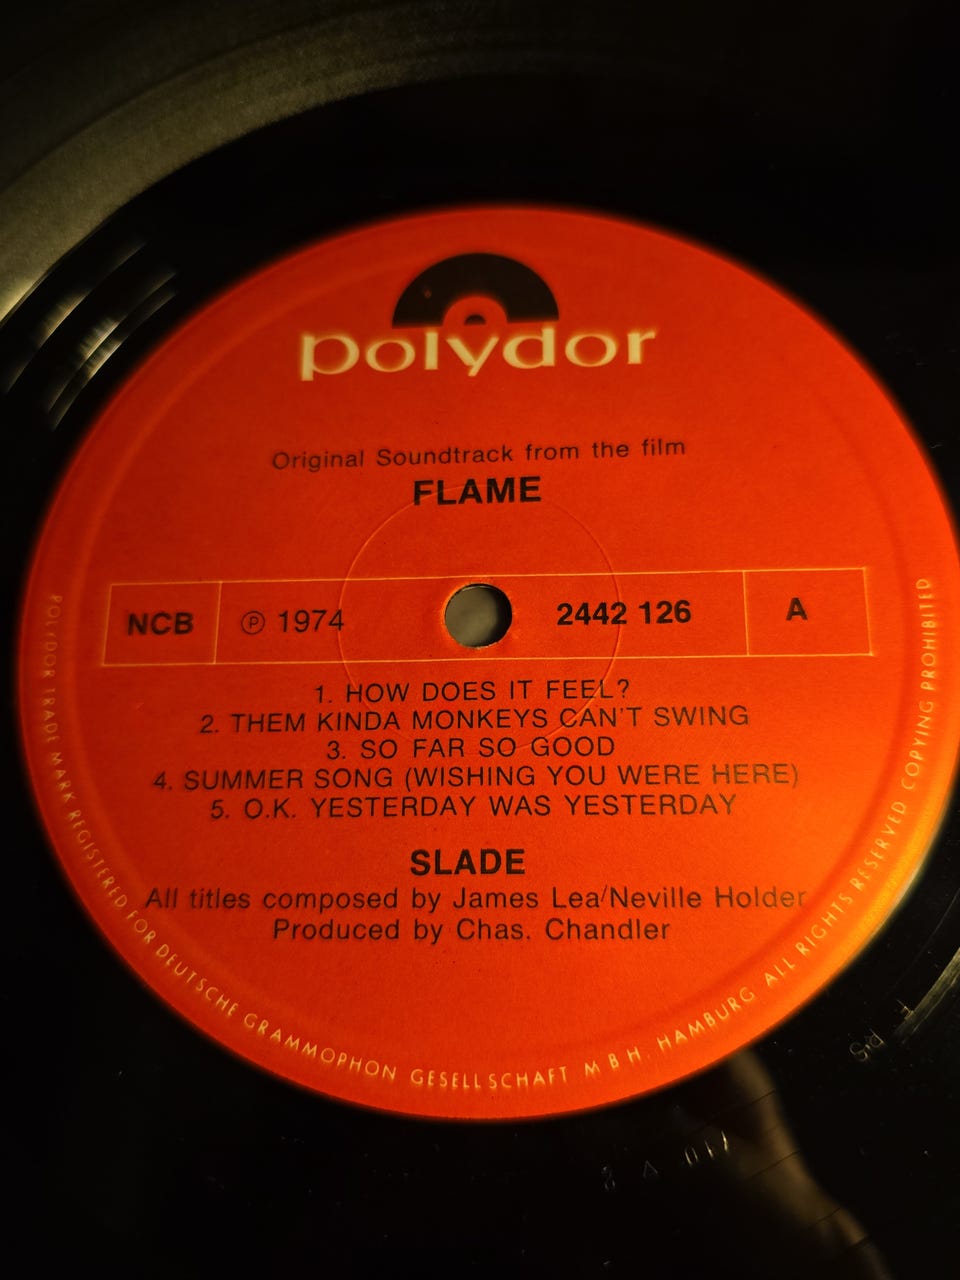 polydor
Original Soundtrack from the film
FLAME
NCB ℗ 1974 2442 126 A
1. HOW DOES IT FEEL?
2. THEM KINDA MONKEYS CAN'T SWING
3. SO FAR SO GOOD
4. SUMMER SONG (WISHING YOU WERE HERE)
5. O.K. YESTERDAY WAS YESTERDAY
SLADE
All titles composed by James Lea/Neville Holder
Produced by Chas. Chandler
POLYDOR TRADE MARK REGISTERED FOR DEUTSCHE GRAMMOPHON GESELLSCHAFT M B H. HAMBURG ALL RIGHTS RESERVED COPYING PROHIBITED